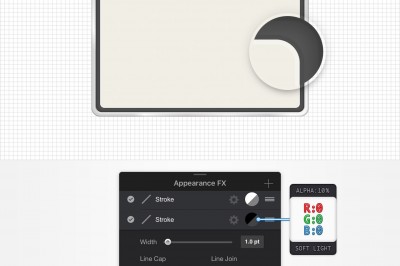 Appearance FX
Stroke
Stroke
Width 1.0 pt
Line Cap Line Join
ALPHA:10%
R:0
G:0
B:0
SOFT LIGHT